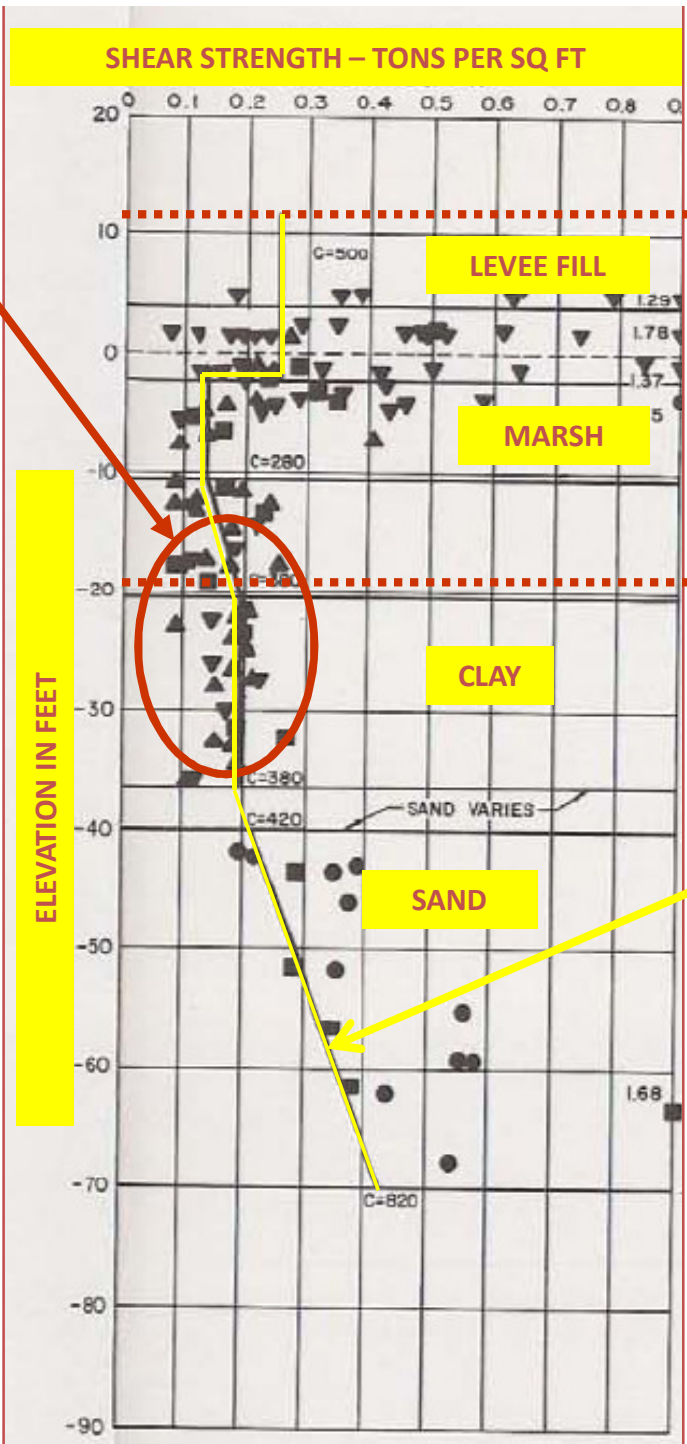 SHEAR STRENGTH – TONS PER SQ FT
0 0.1 0.2 0.3 0.4 0.5 0.6 0.7 0.8
20
10
C=500
LEVEE FILL
1.29
1.78
0
1.37
MARSH
5
-10
C=280
-20
CLAY
-30
ELEVATION IN FEET
C=380
SAND VARIES
C=420
-40
SAND
-50
-60
1.68
-70
C=820
-80
-90